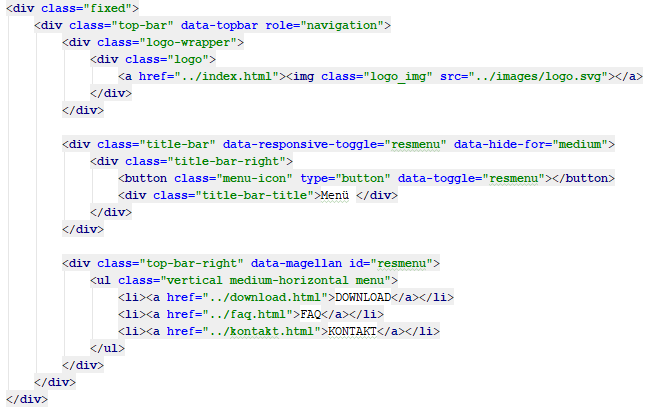 <div class="fixed">
<div class="top-bar" data-topbar role="navigation">
<div class="logo-wrapper">
<div class="logo">
<a href="../index.html"><img class="logo_img" src="../images/logo.svg"></a>
</div>
</div>
<div class="title-bar" data-responsive-toggle="resmenu" data-hide-for="medium">
<div class="title-bar-right">
<button class="menu-icon" type="button" data-toggle="resmenu"></button>
<div class="title-bar-title">Menü </div>
</div>
</div>
<div class="top-bar-right" data-magellan id="resmenu">
<ul class="vertical medium-horizontal menu">
<li><a href="../download.html">DOWNLOAD</a></li>
<li><a href="../faq.html">FAQ</a></li>
<li><a href="../kontakt.html">KONTAKT</a></li>
</ul>
</div>
</div>
</div>